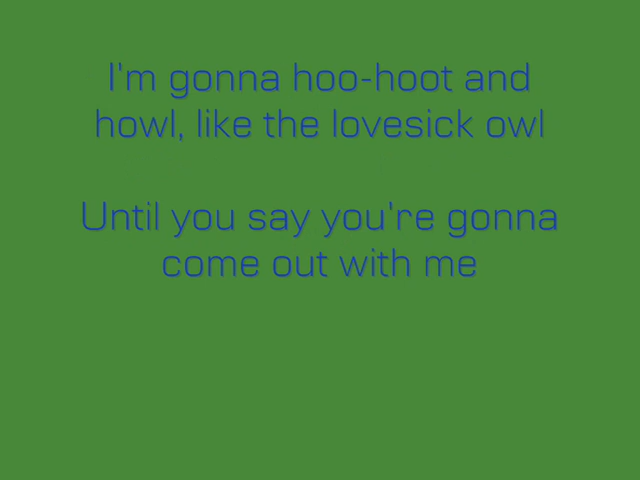 I'm gonna hoo-hoot and
howl, like the lovesick owl
Until you say you're gonna
come out with me